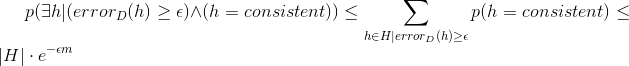 p(∃h|(error_D(h) ≥ ϵ)∧(h = consistent)) ≤ ∑_{h∈H|error_D(h)≥ϵ} p(h = consistent) ≤
|H| · e^{−ϵm}